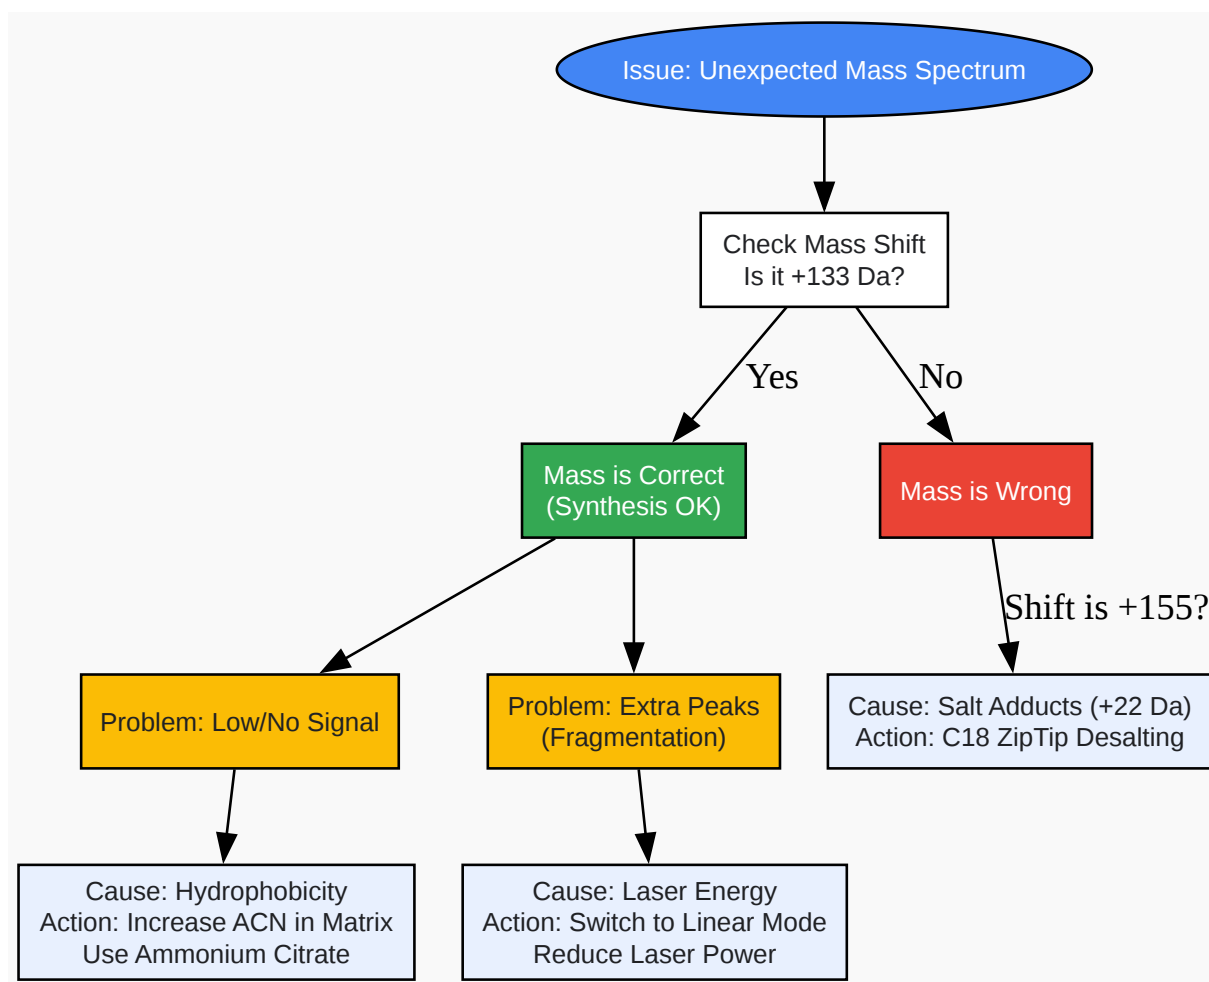 Issue: Unexpected Mass Spectrum
Check Mass Shift
Is it +133 Da?
Yes
No
Mass is Correct
(Synthesis OK)
Mass is Wrong
Shift is +155?
Problem: Low/No Signal
Problem: Extra Peaks
(Fragmentation)
Cause: Salt Adducts (+22 Da)
Action: C18 ZipTip Desalting
Cause: Hydrophobicity
Action: Increase ACN in Matrix
Use Ammonium Citrate
Cause: Laser Energy
Action: Switch to Linear Mode
Reduce Laser Power